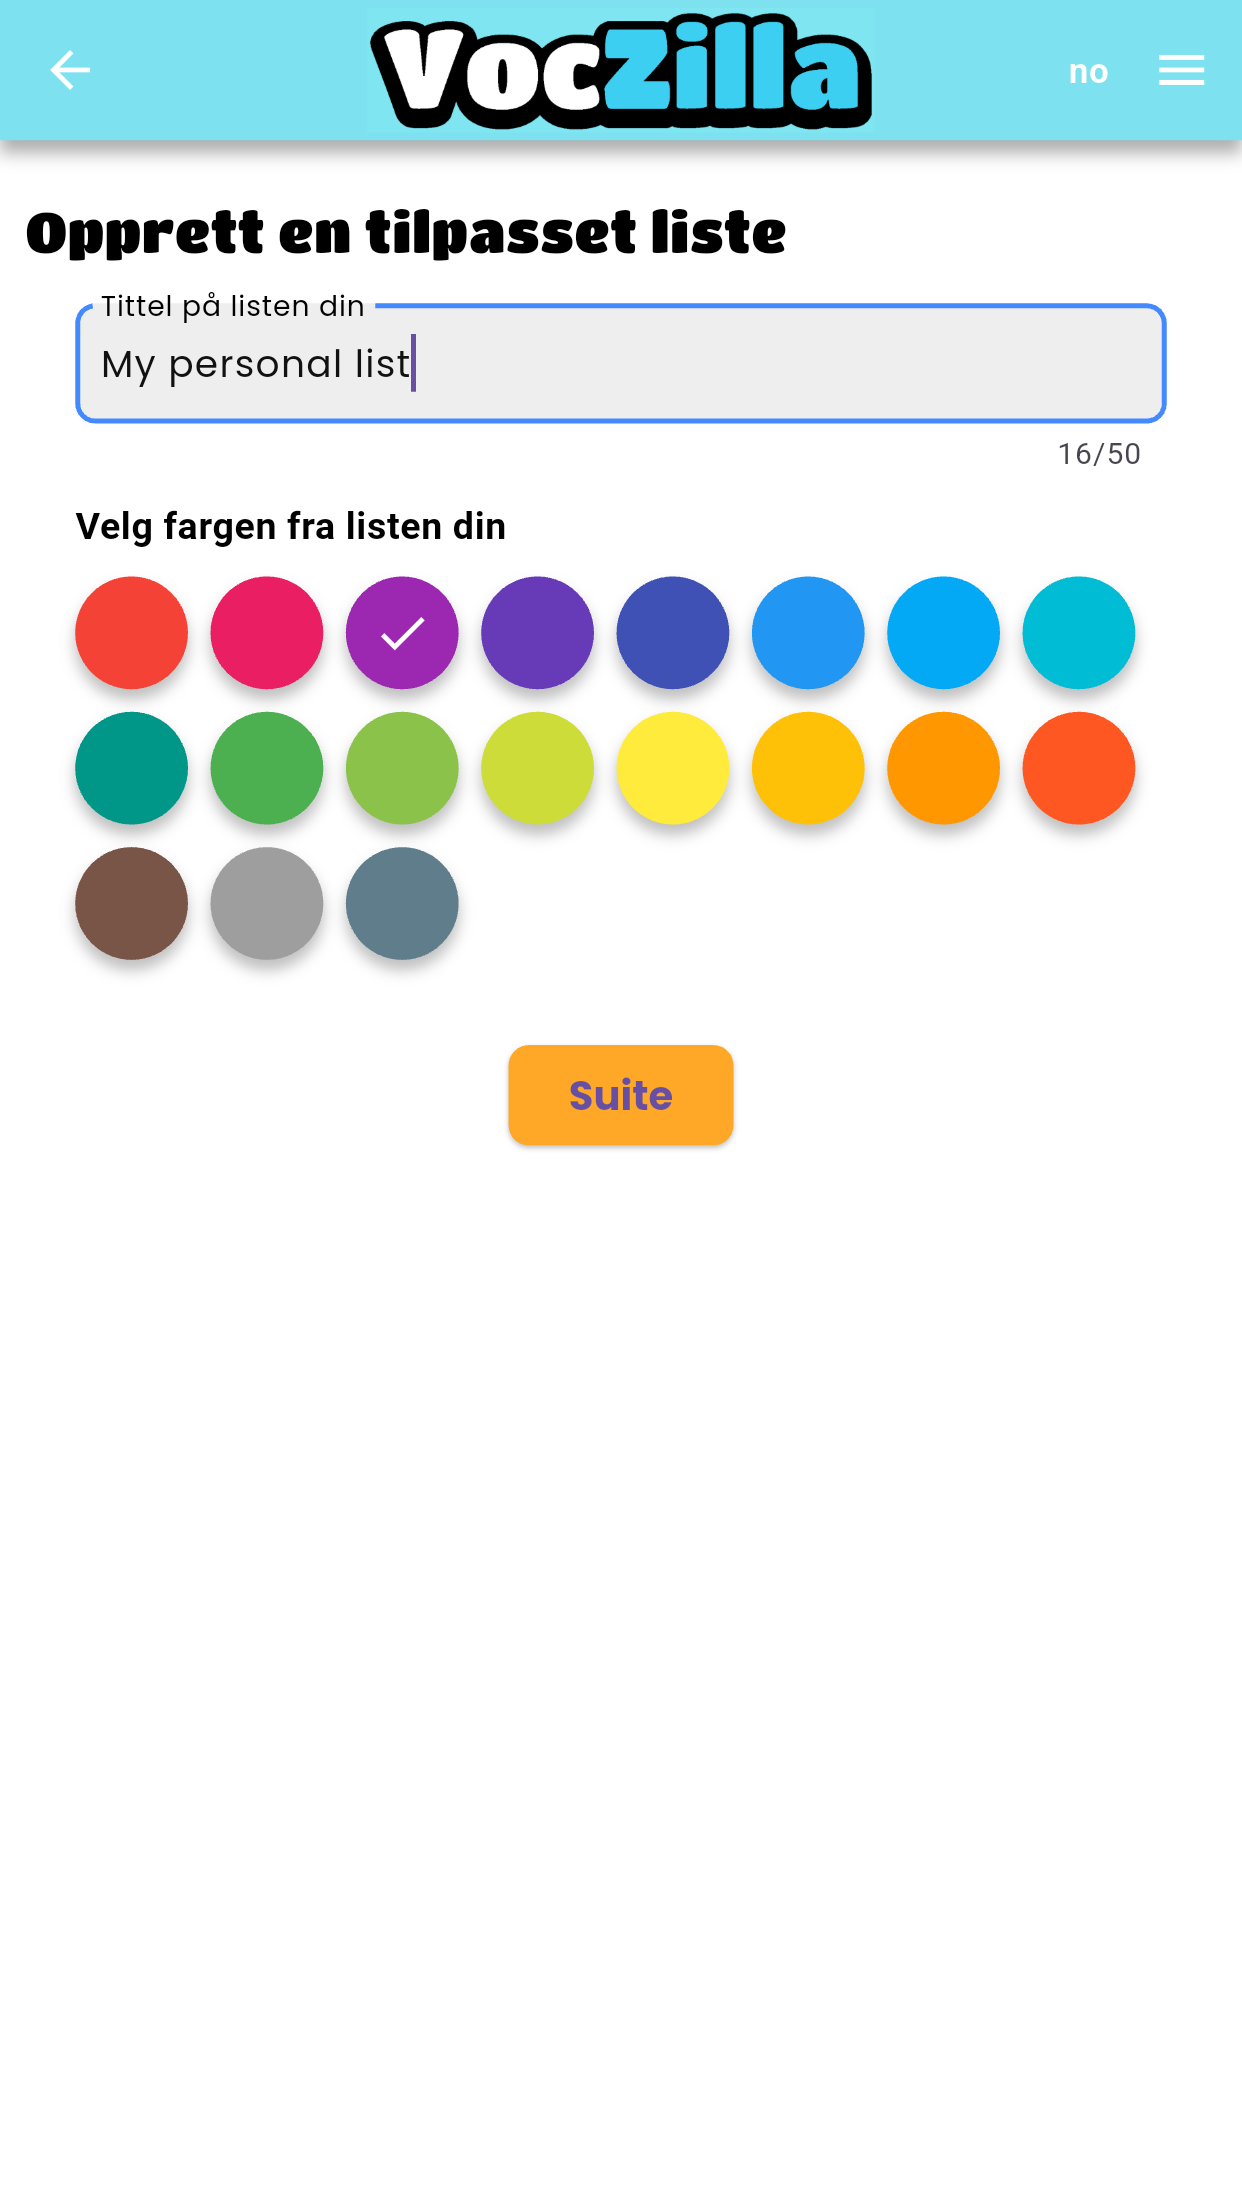 VocZilla
no
Opprett en tilpasset liste
Tittel på listen din
My personal list
16/50
Velg fargen fra listen din
Suite